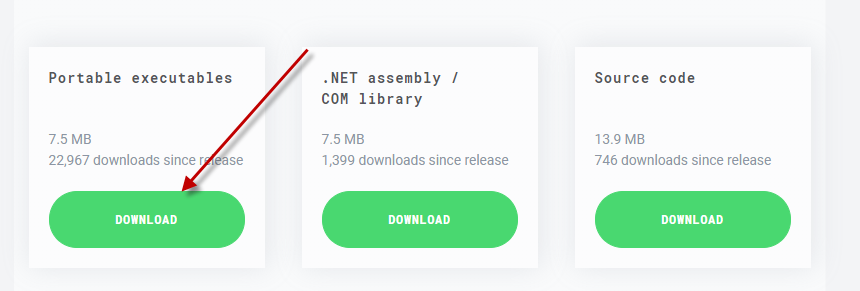 Portable executables
7.5 MB
22,967 downloads since release
DOWNLOAD
.NET assembly /
COM library
7.5 MB
1,399 downloads since release
DOWNLOAD
Source code
13.9 MB
746 downloads since release
DOWNLOAD